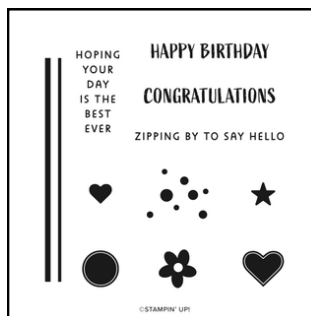 HOPING
YOUR
DAY
IS THE
BEST
EVER
HAPPY BIRTHDAY
CONGRATULATIONS
ZIPPING BY TO SAY HELLO
©STAMPIN' UP!